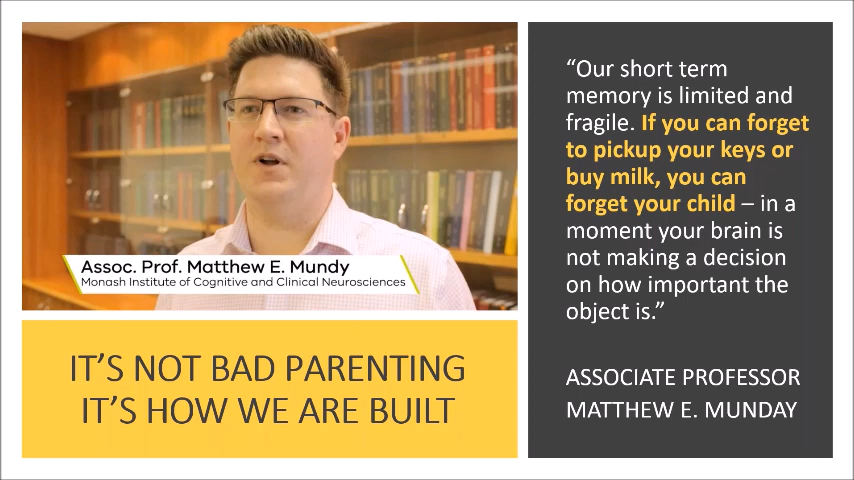 Assoc. Prof. Matthew E. Mundy
Monash Institute of Cognitive and Clinical Neurosciences
IT’S NOT BAD PARENTING
IT’S HOW WE ARE BUILT
“Our short term
memory is limited and
fragile. If you can forget
to pickup your keys or
buy milk, you can
forget your child – in a
moment your brain is
not making a decision
on how important the
object is.”
ASSOCIATE PROFESSOR
MATTHEW E. MUNDAY